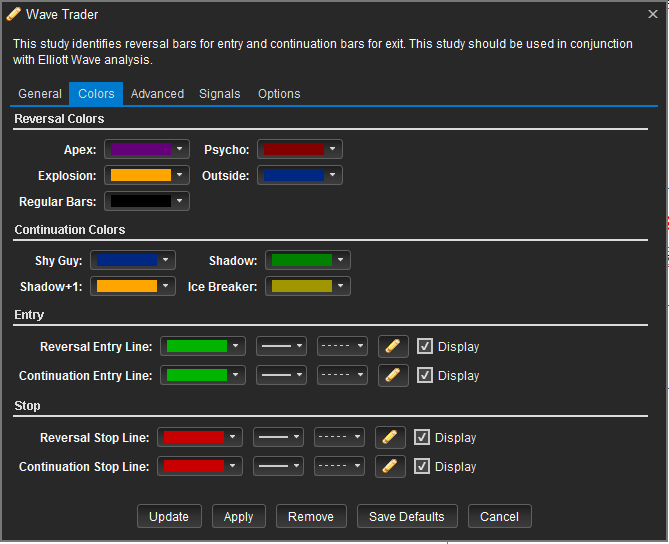 Wave Trader
This study identifies reversal bars for entry and continuation bars for exit. This study should be used in conjunction
with Elliott Wave analysis.
General Colors Advanced Signals Options
Reversal Colors
Apex: Psycho:
Explosion: Outside:
Regular Bars:
Continuation Colors
Shy Guy: Shadow:
Shadow+1: Ice Breaker:
Entry
Reversal Entry Line: Display
Continuation Entry Line: Display
Stop
Reversal Stop Line: Display
Continuation Stop Line: Display
Update Apply Remove Save Defaults Cancel